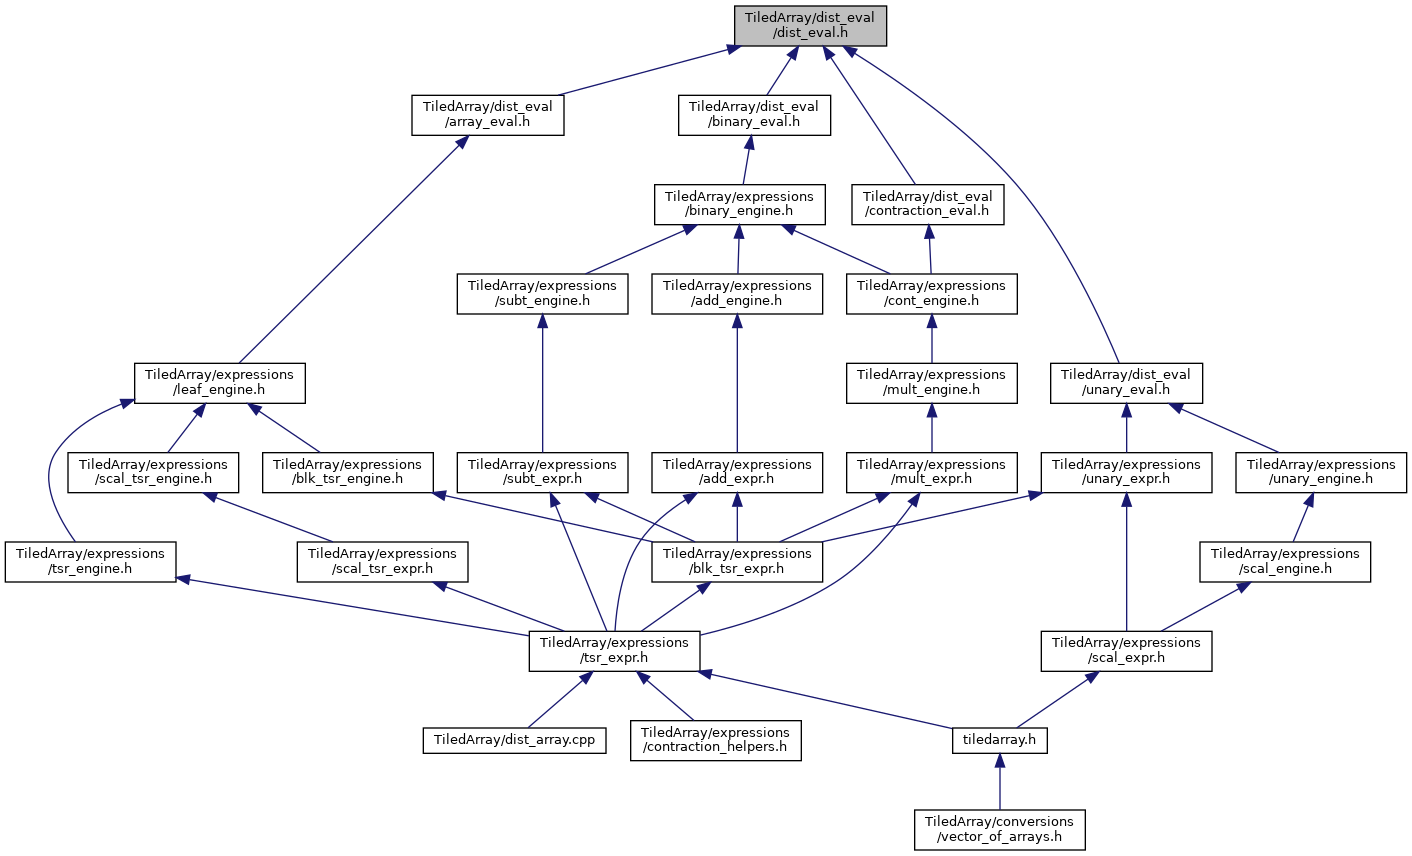 TiledArray/dist_eval
/dist_eval.h
TiledArray/dist_eval
/array_eval.h
TiledArray/dist_eval
/binary_eval.h
TiledArray/expressions
/binary_engine.h
TiledArray/dist_eval
/contraction_eval.h
TiledArray/expressions
/subt_engine.h
TiledArray/expressions
/add_engine.h
TiledArray/expressions
/cont_engine.h
TiledArray/expressions
/leaf_engine.h
TiledArray/expressions
/mult_engine.h
TiledArray/dist_eval
/unary_eval.h
TiledArray/expressions
/scal_tsr_engine.h
TiledArray/expressions
/blk_tsr_engine.h
TiledArray/expressions
/subt_expr.h
TiledArray/expressions
/add_expr.h
TiledArray/expressions
/mult_expr.h
TiledArray/expressions
/unary_expr.h
TiledArray/expressions
/unary_engine.h
TiledArray/expressions
/tsr_engine.h
TiledArray/expressions
/scal_tsr_expr.h
TiledArray/expressions
/blk_tsr_expr.h
TiledArray/expressions
/scal_engine.h
TiledArray/expressions
/tsr_expr.h
TiledArray/expressions
/scal_expr.h
TiledArray/dist_array.cpp
TiledArray/expressions
/contraction_helpers.h
tiledarray.h
TiledArray/conversions
/vector_of_arrays.h